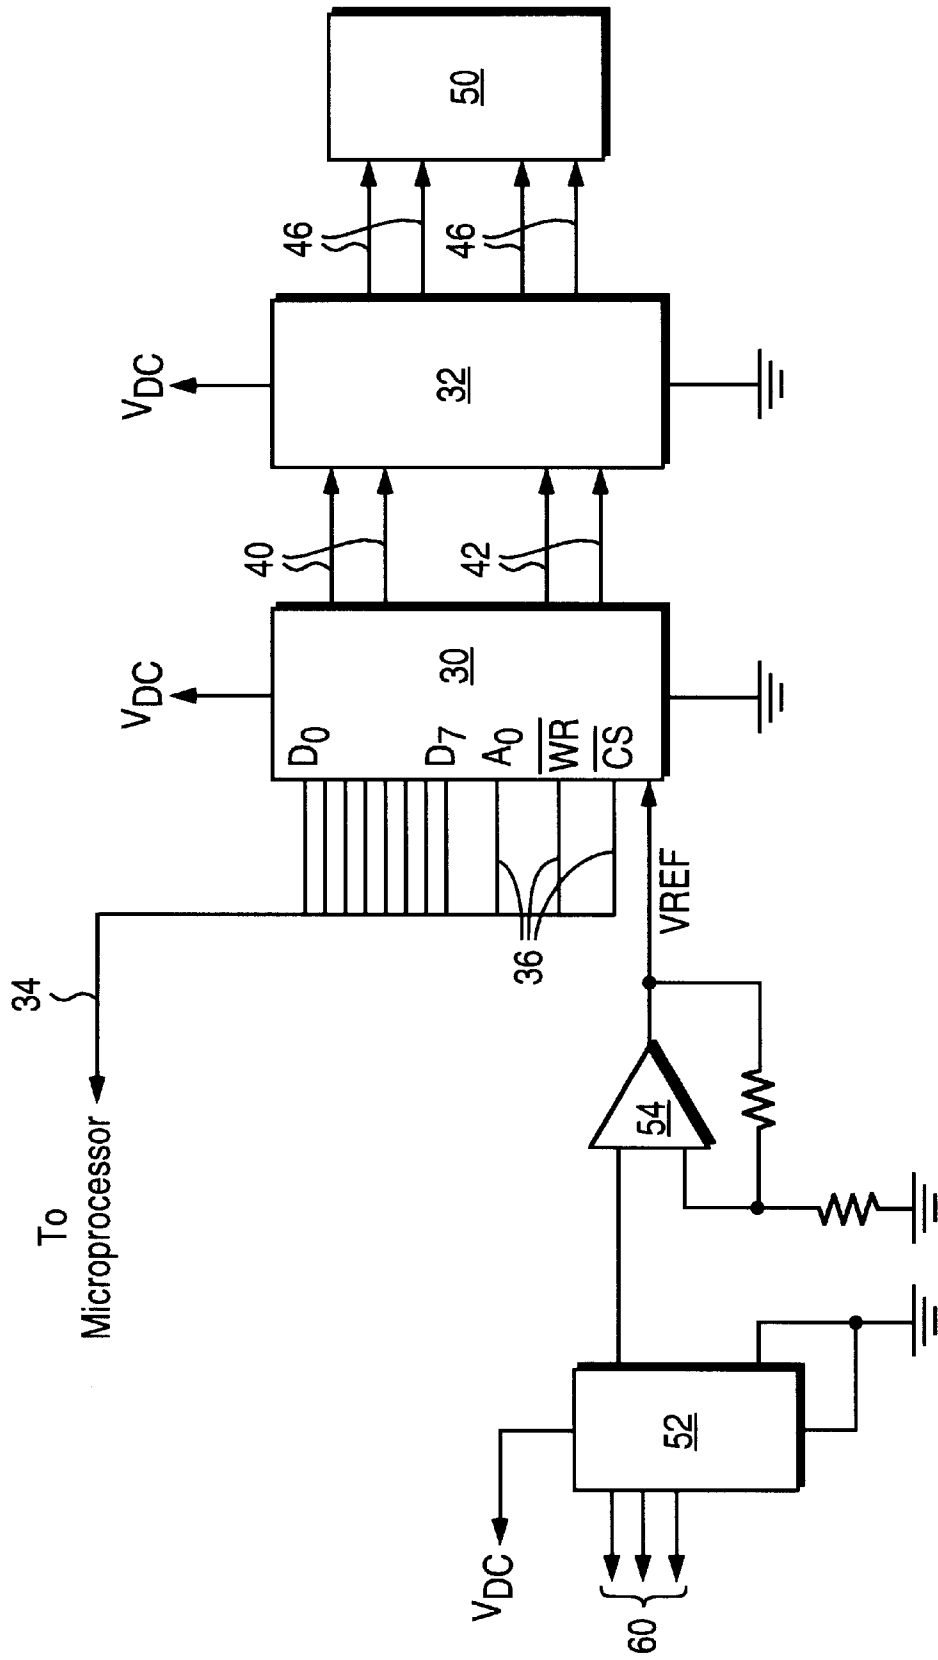 To
Microprocessor
34
VDC
VDC
D0
D7
A0
WR
CS
30
40
42
32
46
46
50
36
VREF
54
52
VDC
60